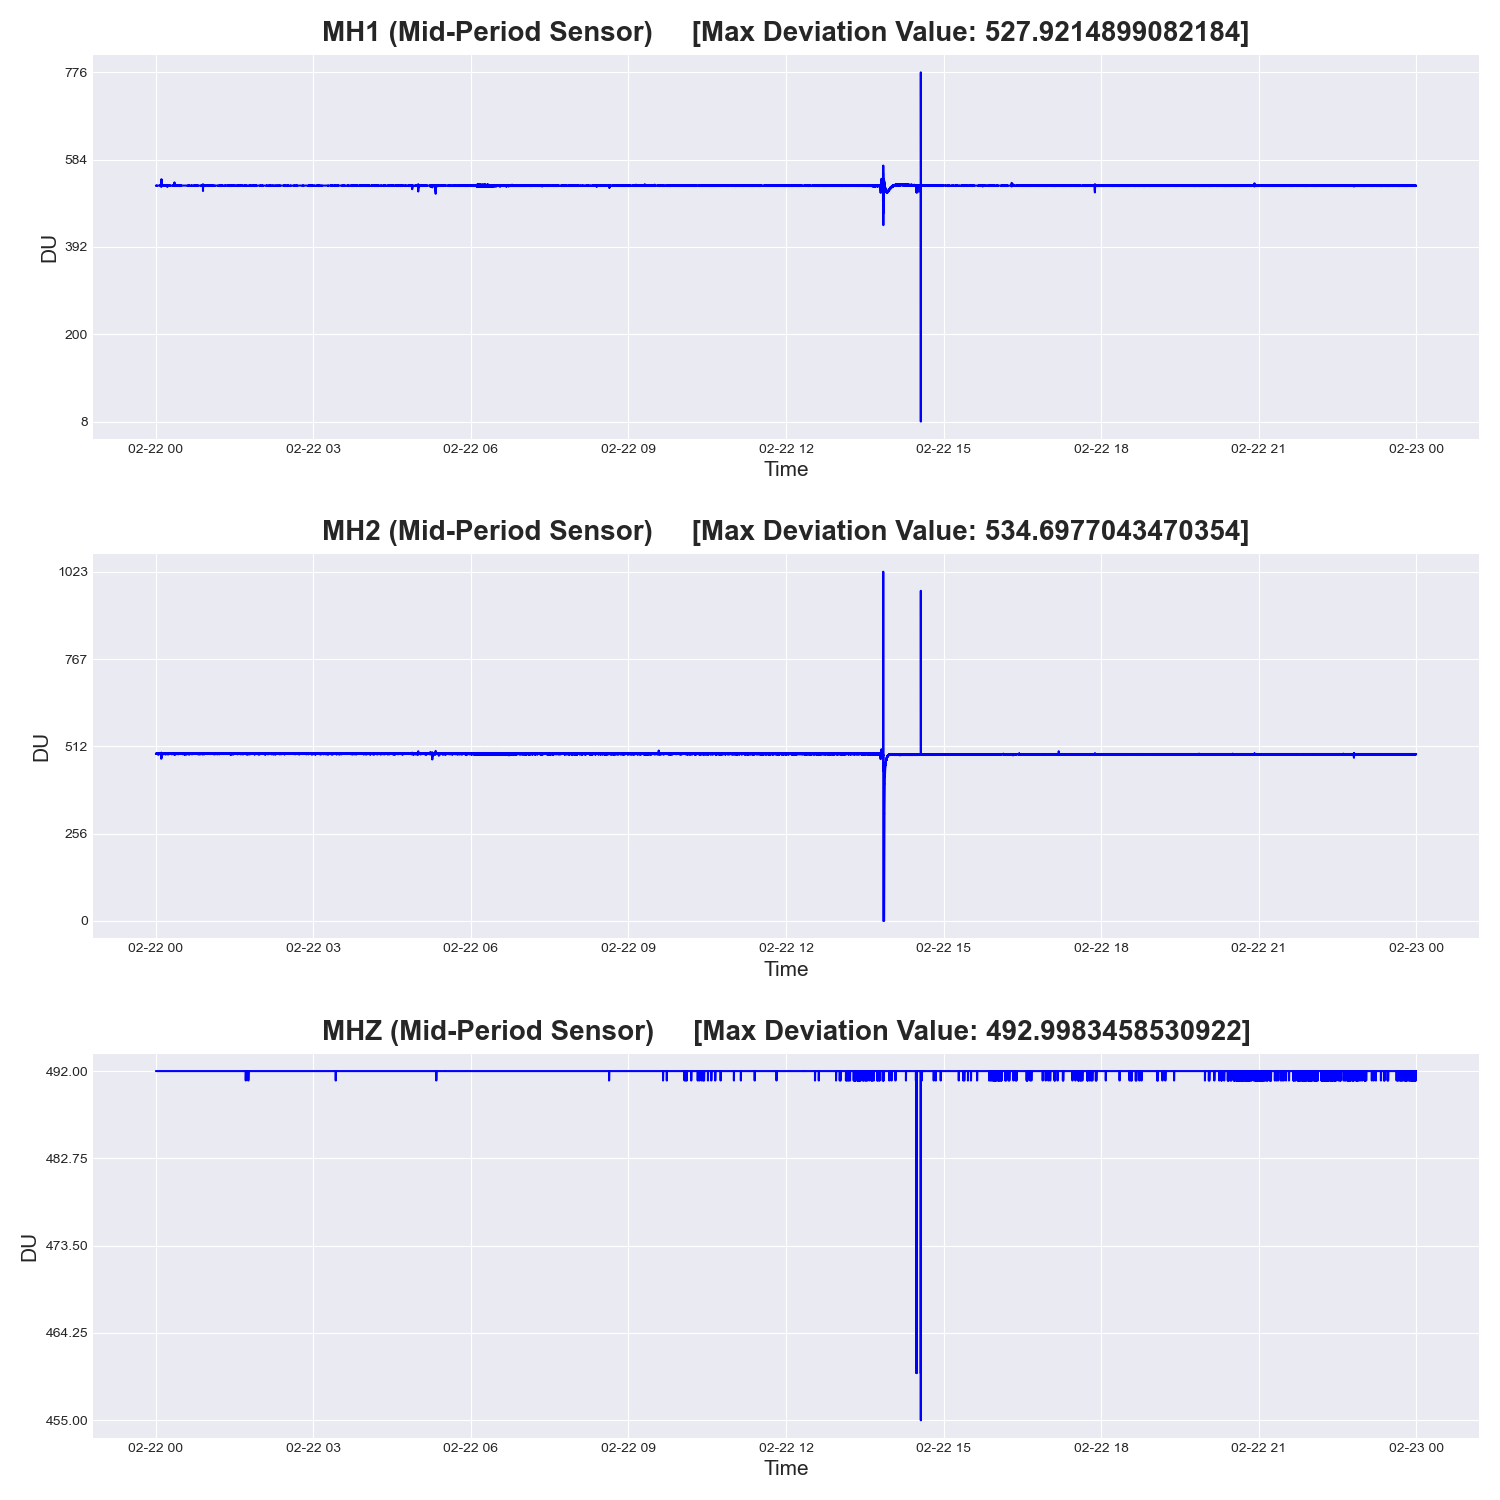 MH1 (Mid-Period Sensor) [Max Deviation Value: 527.9214899082184]
776
584
392
200
8
DU
02-22 00 02-22 03 02-22 06 02-22 09 02-22 12 02-22 15 02-22 18 02-22 21 02-23 00
Time
MH2 (Mid-Period Sensor) [Max Deviation Value: 534.6977043470354]
1023
767
512
256
0
DU
02-22 00 02-22 03 02-22 06 02-22 09 02-22 12 02-22 15 02-22 18 02-22 21 02-23 00
Time
MHZ (Mid-Period Sensor) [Max Deviation Value: 492.9983458530922]
492.00
482.75
473.50
464.25
455.00
DU
02-22 00 02-22 03 02-22 06 02-22 09 02-22 12 02-22 15 02-22 18 02-22 21 02-23 00
Time